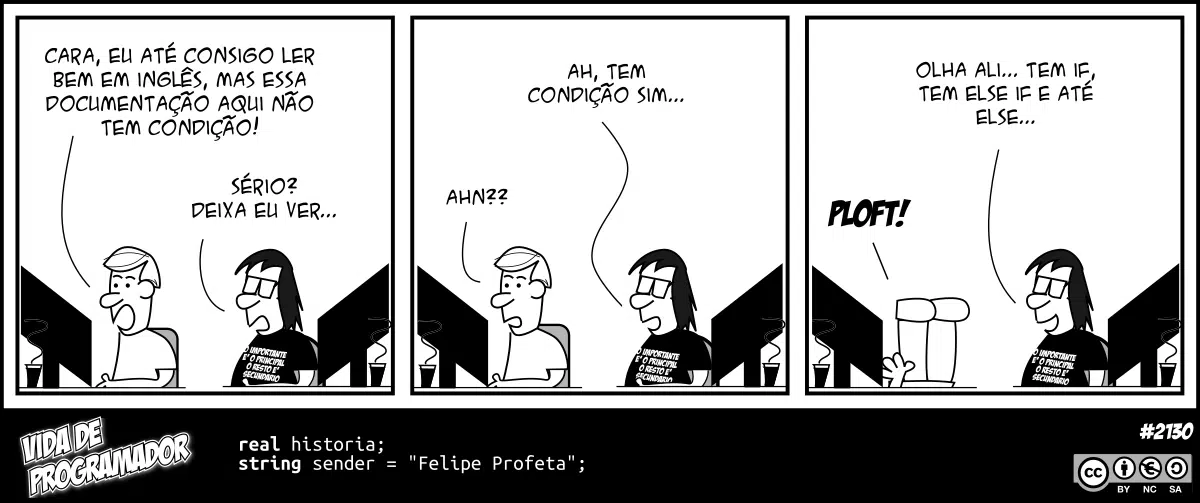 CARA, EU ATÉ CONSIGO LER
BEM EM INGLÊS, MAS ESSA
DOCUMENTAÇÃO AQUI NÃO
TEM CONDIÇÃO!
SÉRIO?
DEIXA EU VER...
O IMPORTANTE
E' O PRINCIPAL
O RESTO E'
SECUNDARIO
AH, TEM
CONDIÇÃO SIM...
AHN??
O IMPORTANTE
E' O PRINCIPAL
O RESTO E'
SECUNDARIO
OLHA ALI... TEM IF,
TEM ELSE IF E ATÉ
ELSE...
PLOFT!
O IMPORTANTE
E' O PRINCIPAL
O RESTO E'
SECUNDARIO
VIDA DE
PROGRAMADOR
real historia;
string sender = "Felipe Profeta";
#2130
cc
BY NC SA